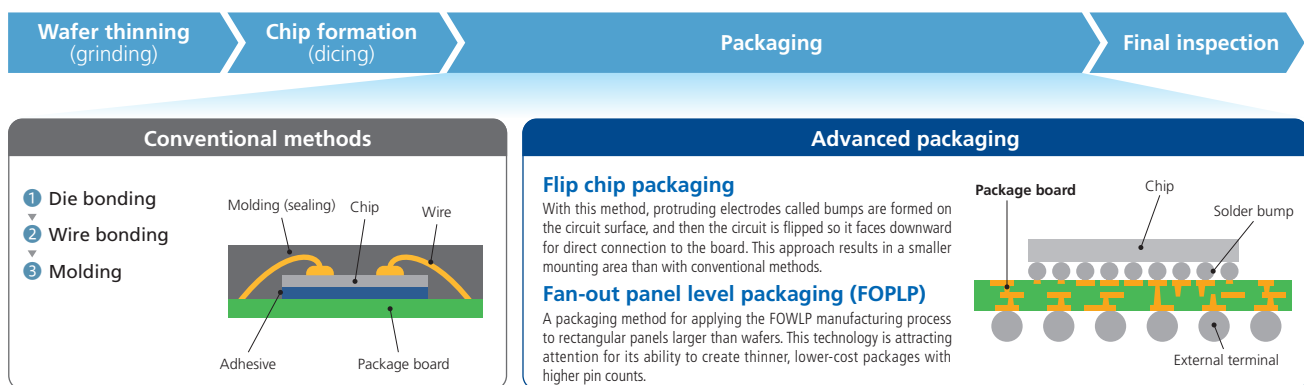 Wafer thinning
(grinding)
Chip formation
(dicing)
Packaging
Final inspection
Conventional methods
1 Die bonding
2 Wire bonding
3 Molding
Molding (sealing)
Chip
Wire
Adhesive
Package board
Advanced packaging
Flip chip packaging
With this method, protruding electrodes called bumps are formed on
the circuit surface, and then the circuit is flipped so it faces downward
for direct connection to the board. This approach results in a smaller
mounting area than with conventional methods.
Fan-out panel level packaging (FOPLP)
A packaging method for applying the FOWLP manufacturing process
to rectangular panels larger than wafers. This technology is attracting
attention for its ability to create thinner, lower-cost packages with
higher pin counts.
Package board
Chip
Solder bump
External terminal